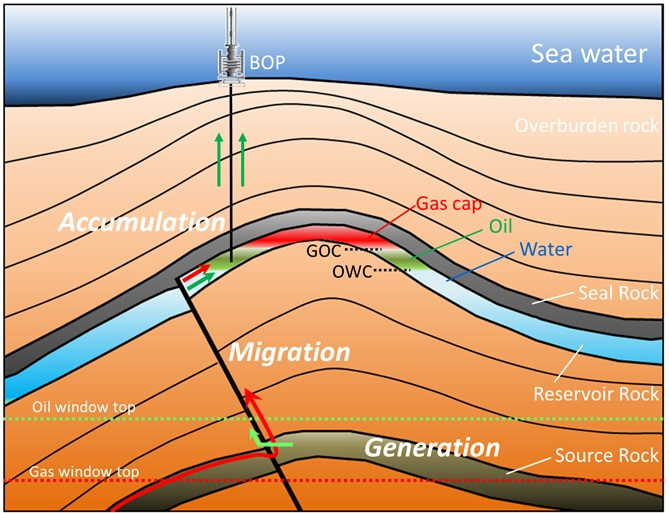 BOP
Sea water
Overburden rock
Accumulation
Gas cap
Oil
GOC
Water
OWC
Seal Rock
Migration
Reservoir Rock
Oil window top
Generation
Source Rock
Gas window top